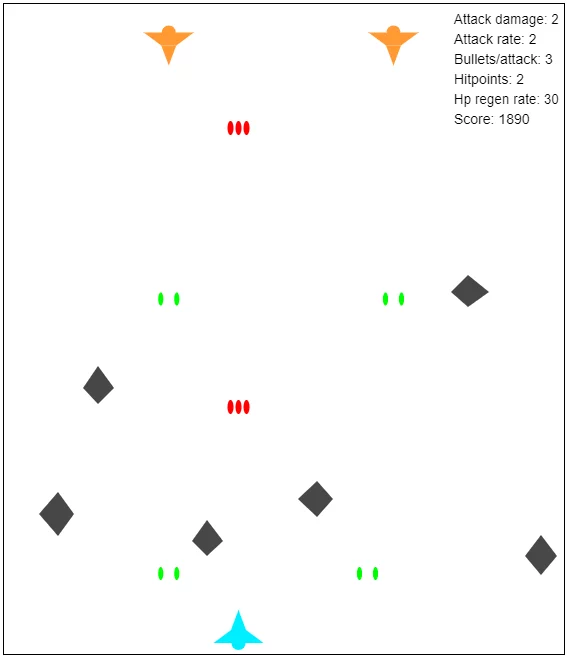 Attack damage: 2
Attack rate: 2
Bullets/attack: 3
Hitpoints: 2
Hp regen rate: 30
Score: 1890